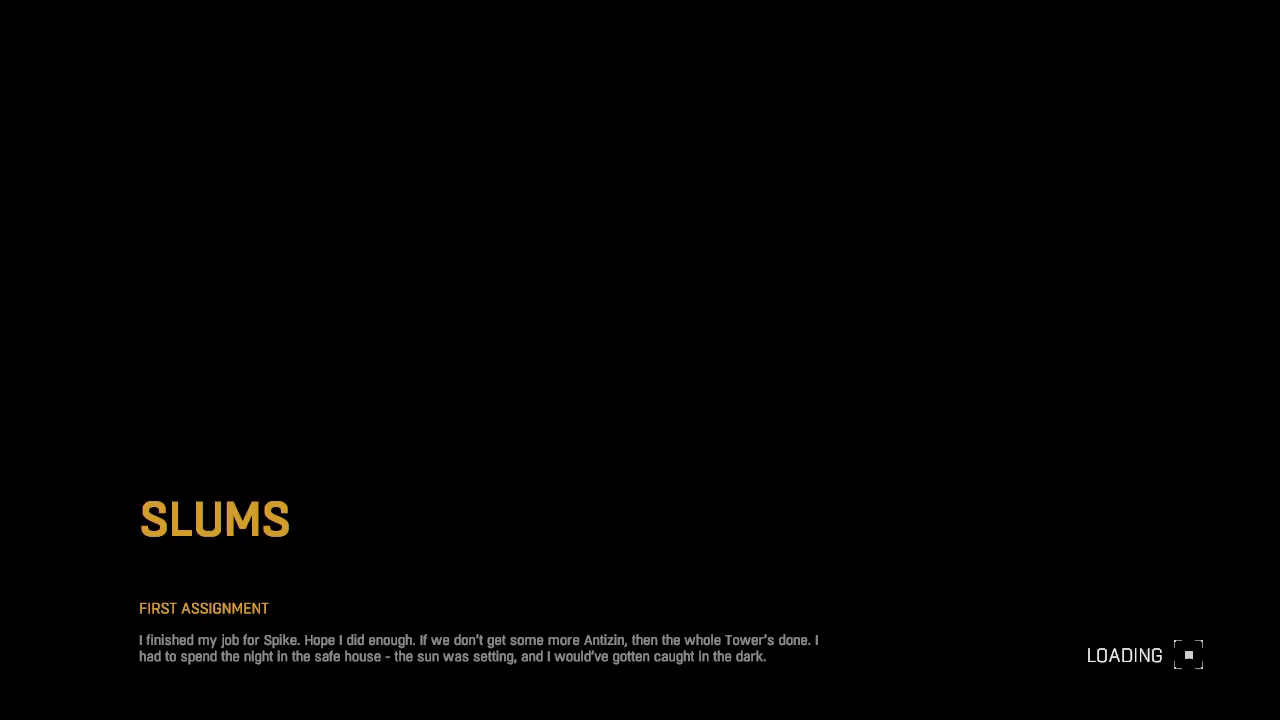 SLUMS
FIRST ASSIGNMENT
I finished my job for Spike. Hope I did enough. If we don't get some more Antizin, then the whole Tower's done. I
had to spend the night in the safe house - the sun was setting, and I would've gotten caught in the dark.
LOADING